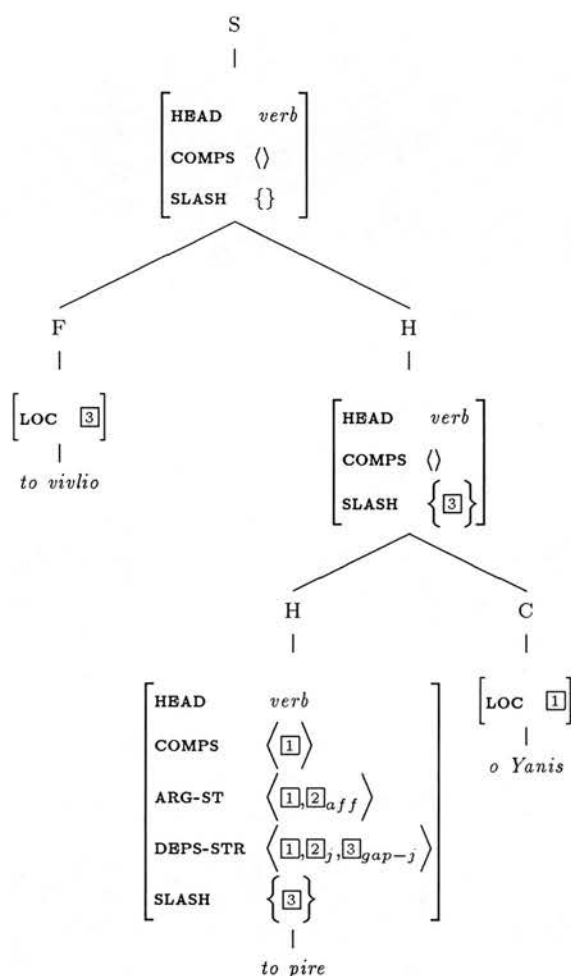 S
HEAD verb
COMPS ⟨⟩
SLASH {}
F H
LOC 3
to vivlio
HEAD verb
COMPS ⟨⟩
SLASH {3}
H C
HEAD verb
COMPS ⟨1⟩
ARG-ST ⟨1,2aff⟩
DEPS-STR ⟨1,2j,3gap-j⟩
SLASH {3}
to pire
LOC 1
o Yanis